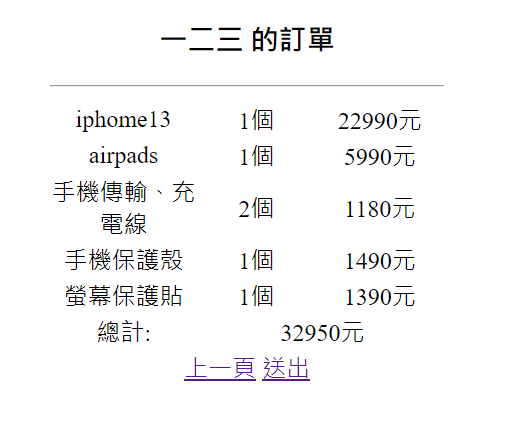 一二三 的訂單
iphome13 1個 22990元
airpads 1個 5990元
手機傳輸、充
電線 2個 1180元
手機保護殼 1個 1490元
螢幕保護貼 1個 1390元
總計: 32950元
上一頁 送出